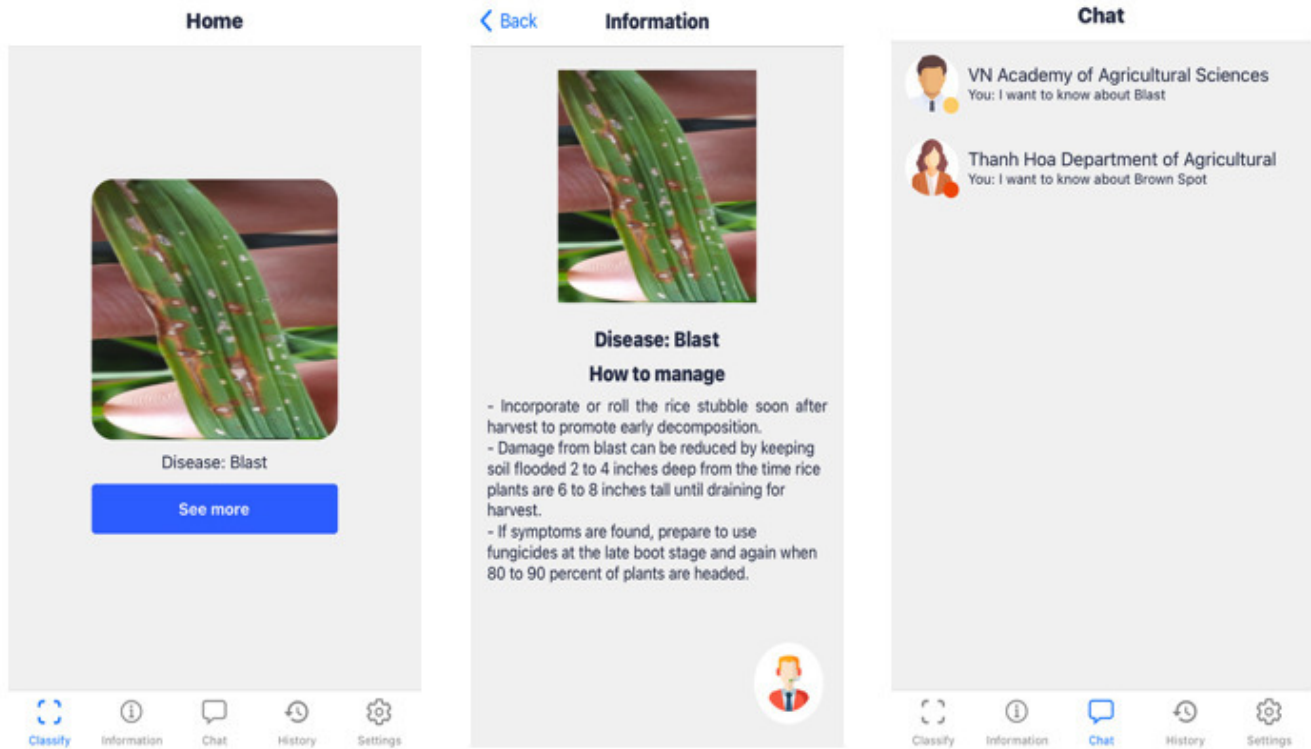 Home
Disease: Blast
See more
Classify
Information
Chat
History
Settings
Back
Information
Disease: Blast
How to manage
- Incorporate or roll the rice stubble soon after
harvest to promote early decomposition.
- Damage from blast can be reduced by keeping
soil flooded 2 to 4 inches deep from the time rice
plants are 6 to 8 inches tall until draining for
harvest.
- If symptoms are found, prepare to use
fungicides at the late boot stage and again when
80 to 90 percent of plants are headed.
Chat
VN Academy of Agricultural Sciences
You: I want to know about Blast
Thanh Hoa Department of Agricultural
You: I want to know about Brown Spot
Classify
Information
Chat
History
Settings